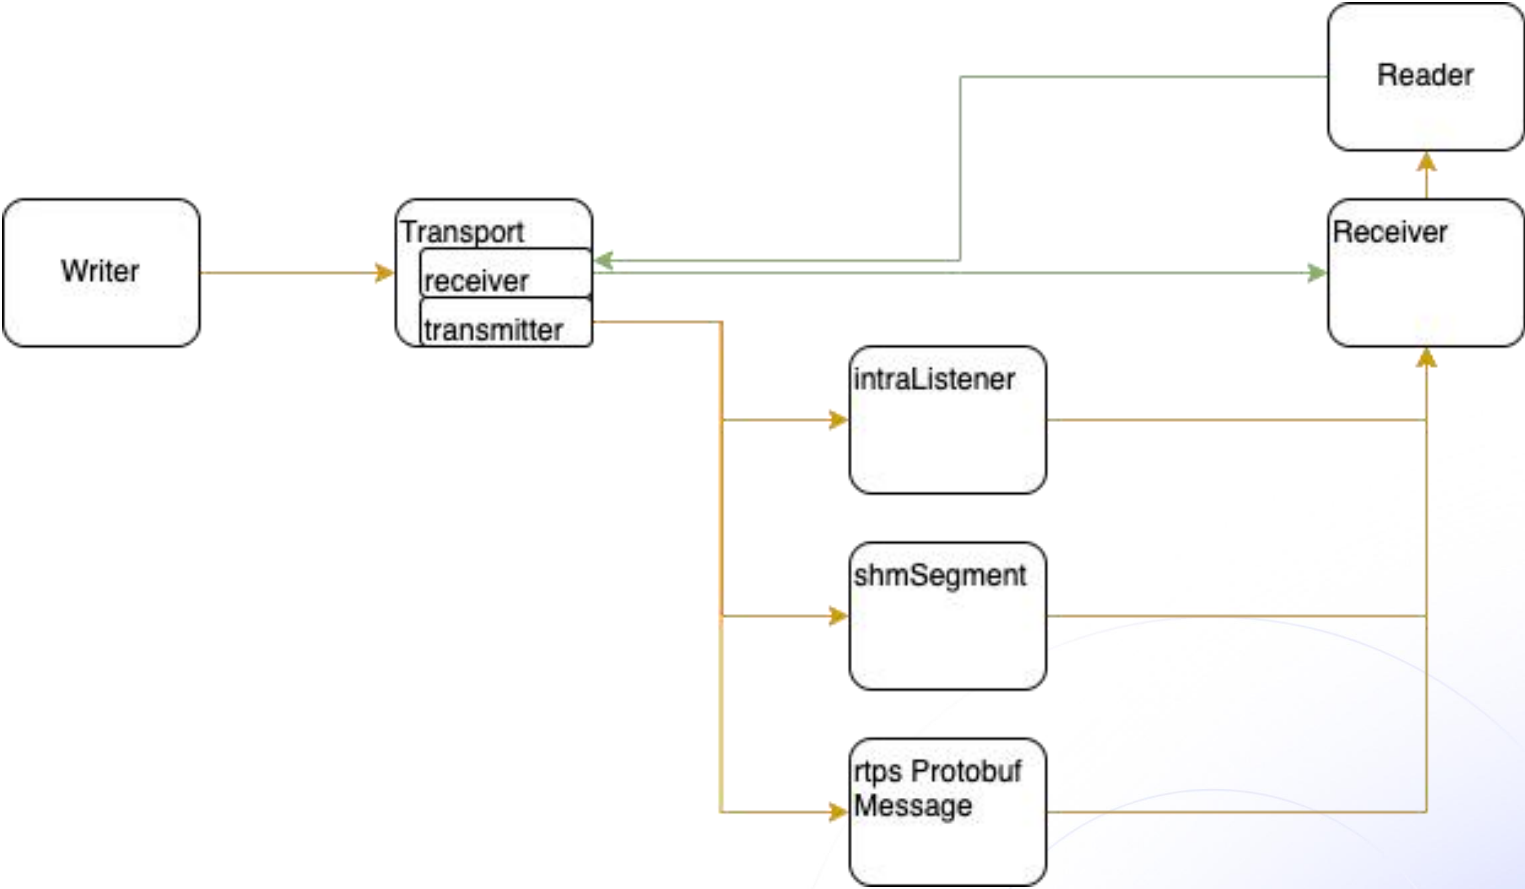 Reader
Writer
Transport
receiver
transmitter
Receiver
intraListener
shmSegment
rtps Protobuf
Message